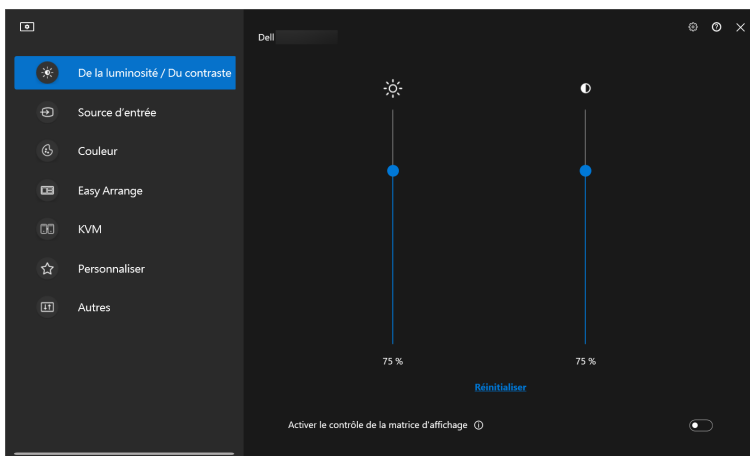 Dell
De la luminosité / Du contraste
Source d'entrée
Couleur
Easy Arrange
KVM
Personnaliser
Autres
75 %
75 %
Réinitialiser
Activer le contrôle de la matrice d'affichage